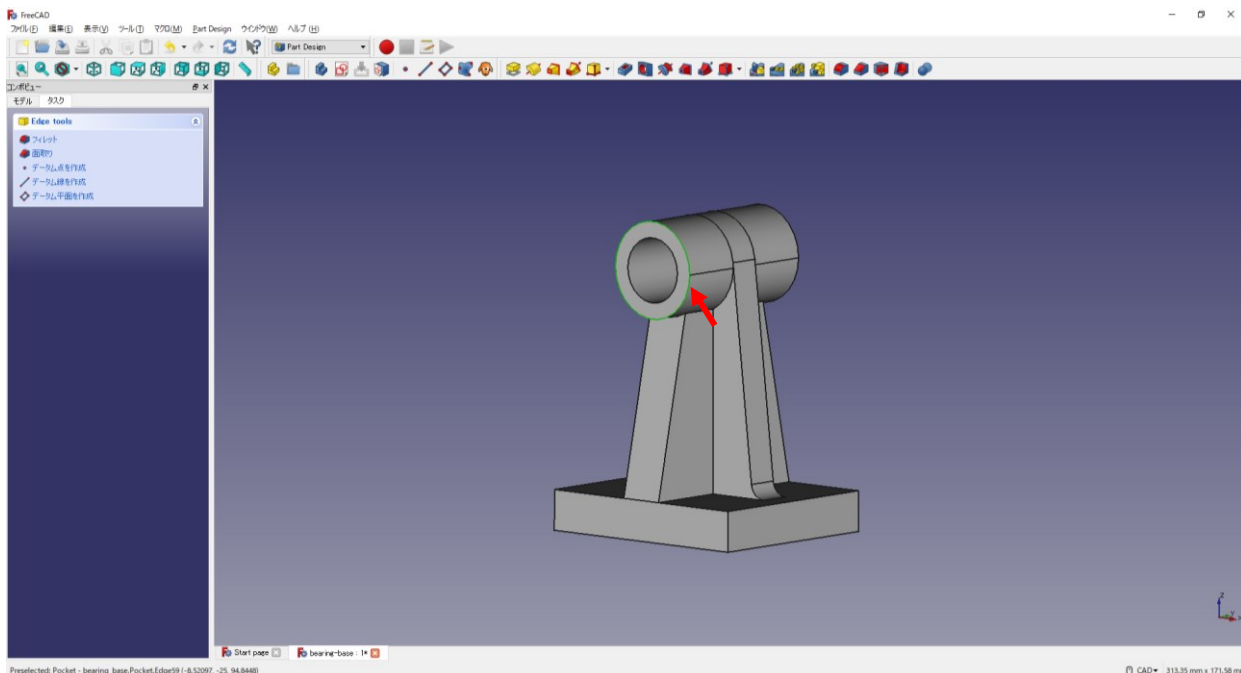 FreeCAD
ファイル(F) 編集(E) 表示(V) ツール(T) マクロ(M) Part Design ウィンドウ(W) ヘルプ(H)
Part Design
コンボビュー
モデル タスク
Edge tools
フィレット
面取り
データム点を作成
データム線を作成
データム平面を作成
Z
Y
X
Start page bearing-base : 1*
Preselected: Pocket - bearing_base.Pocket.Edge59 (-8.52097, -25, 94.8448) CAD 313.35 mm x 171.58 mm